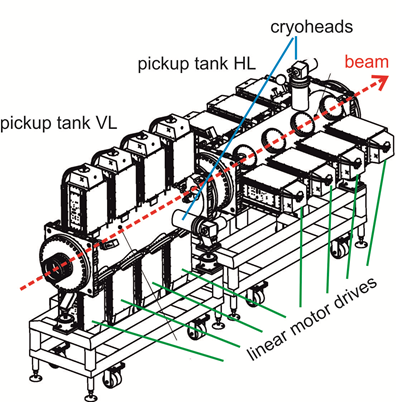 cryoheads
pickup tank HL
beam
pickup tank VL
linear motor drives